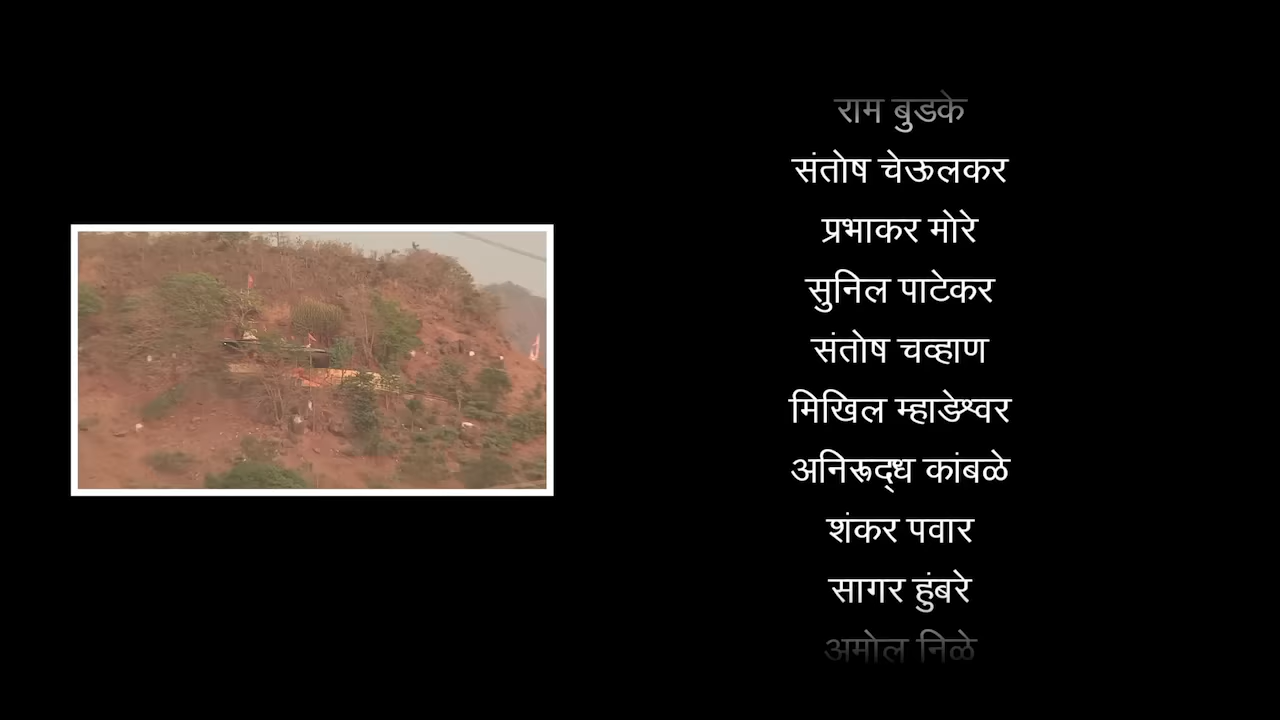 राम बुडके
संतोष चेऊलकर
प्रभाकर मोरे
सुनिल पाटेकर
संतोष चव्हाण
मिखिल म्हाडेश्वर
अनिरूद्ध कांबळे
शंकर पवार
सागर हुंबरे
अमोल निळे